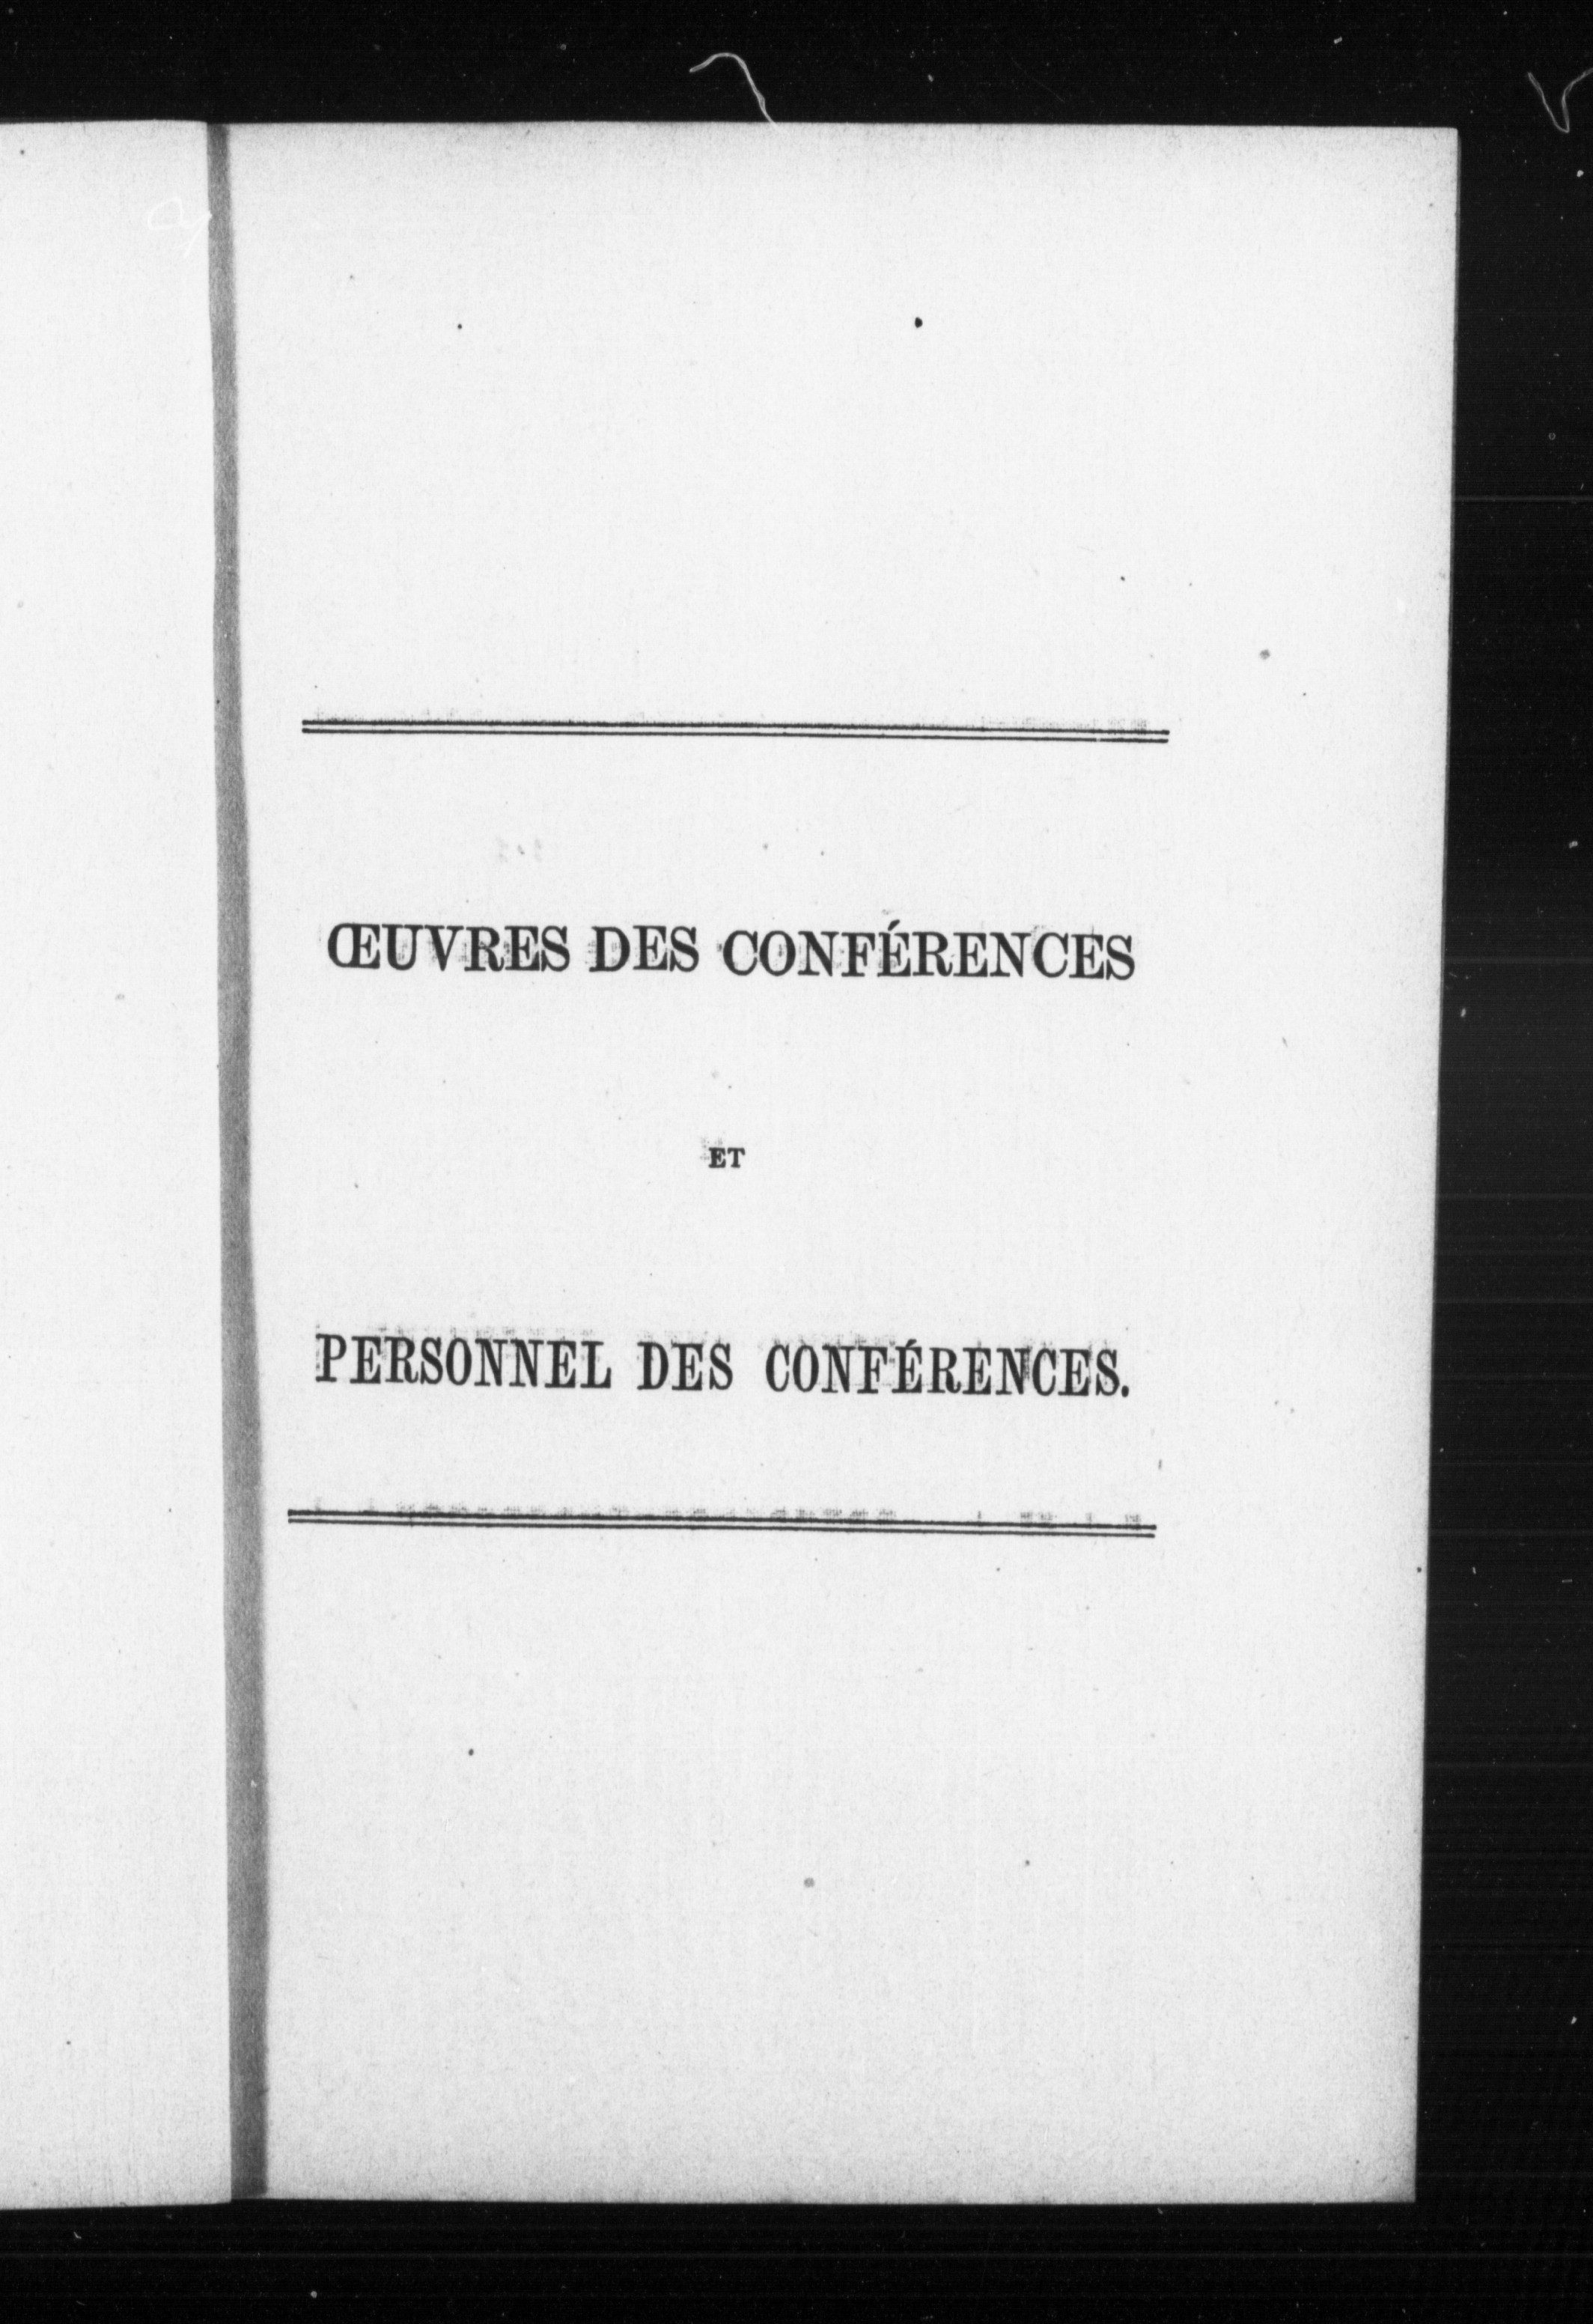 ŒUVRES DES CONFÉRENCES
ET
PERSONNEL DES CONFÉRENCES.